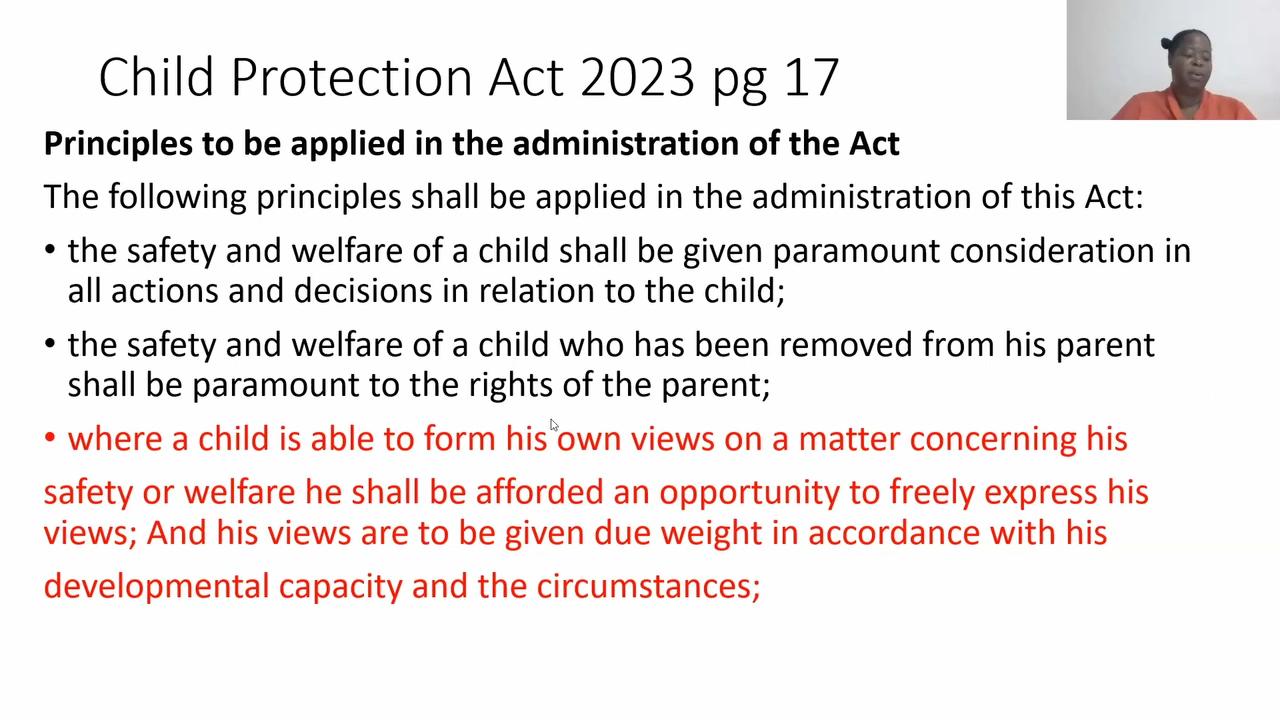 Child Protection Act 2023 pg 17
Principles to be applied in the administration of the Act
The following principles shall be applied in the administration of this Act:
• the safety and welfare of a child shall be given paramount consideration in
all actions and decisions in relation to the child;
• the safety and welfare of a child who has been removed from his parent
shall be paramount to the rights of the parent;
• where a child is able to form his own views on a matter concerning his
safety or welfare he shall be afforded an opportunity to freely express his
views; And his views are to be given due weight in accordance with his
developmental capacity and the circumstances;